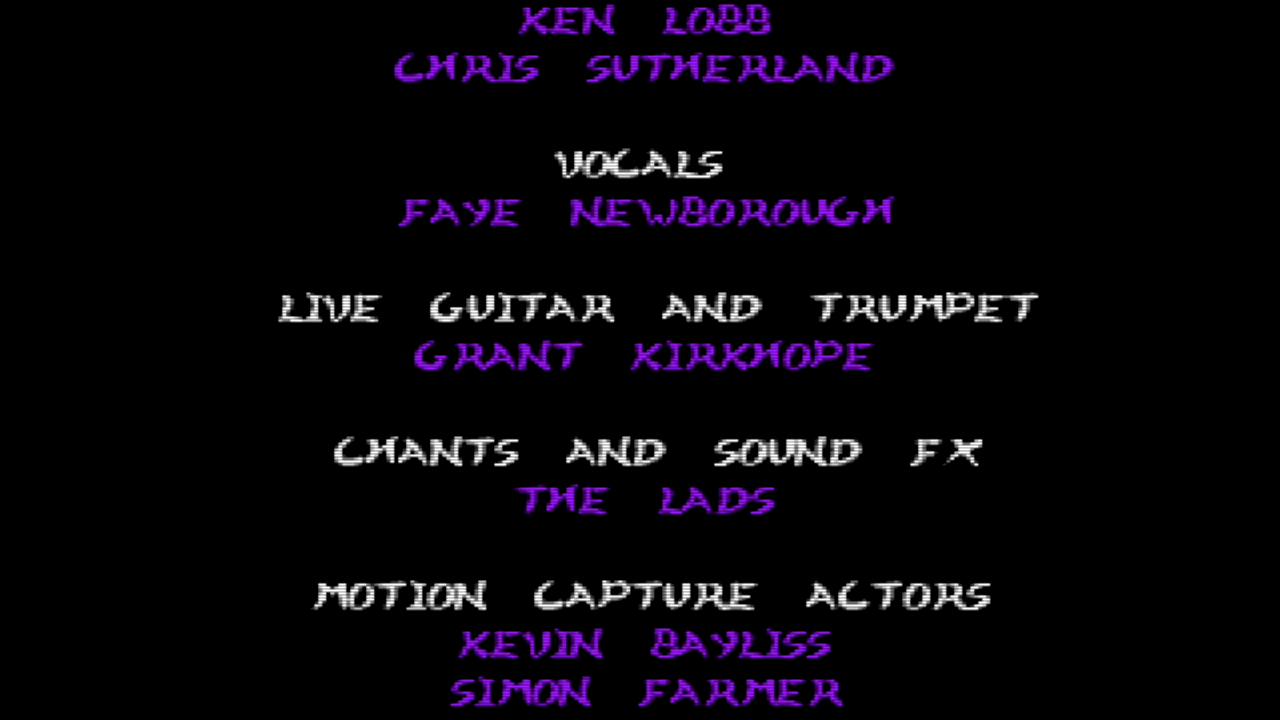 KEN LOBB
CHRIS SUTHERLAND
VOCALS
FAYE NEWBOROUGH
LIVE GUITAR AND TRUMPET
GRANT KIRKHOPE
CHANTS AND SOUND FX
THE LADS
MOTION CAPTURE ACTORS
KEVIN BAYLISS
SIMON FARMER